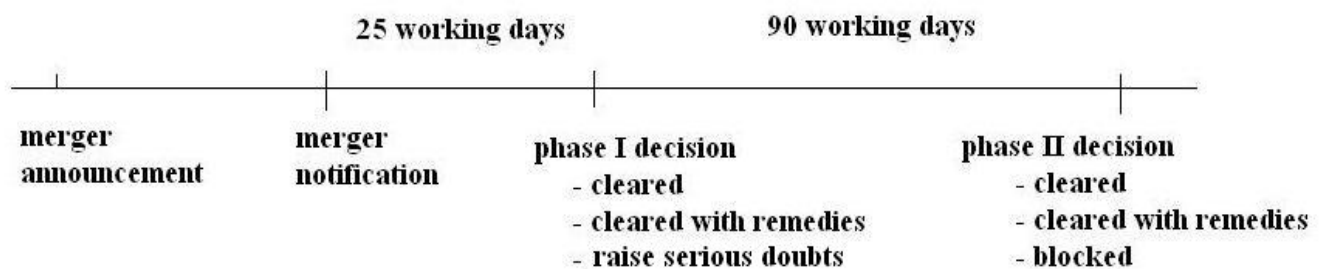 25 working days
90 working days
merger
announcement
merger
notification
phase I decision
- cleared
- cleared with remedies
- raise serious doubts
phase II decision
- cleared
- cleared with remedies
- blocked